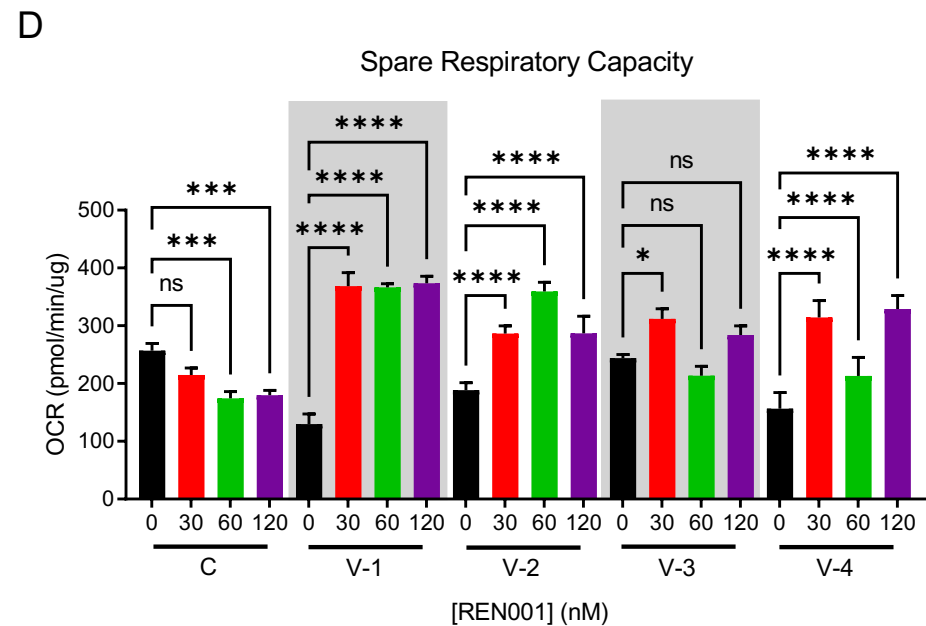 D
Spare Respiratory Capacity
**** 
**** ns ****
*** **** ns ****
*** **** **** * ****
ns ****
OCR (pmol/min/ug)
500
400
300
200
100
0
0 30 60 120 0 30 60 120 0 30 60 120 0 30 60 120 0 30 60 120
C V-1 V-2 V-3 V-4
[REN001] (nM)